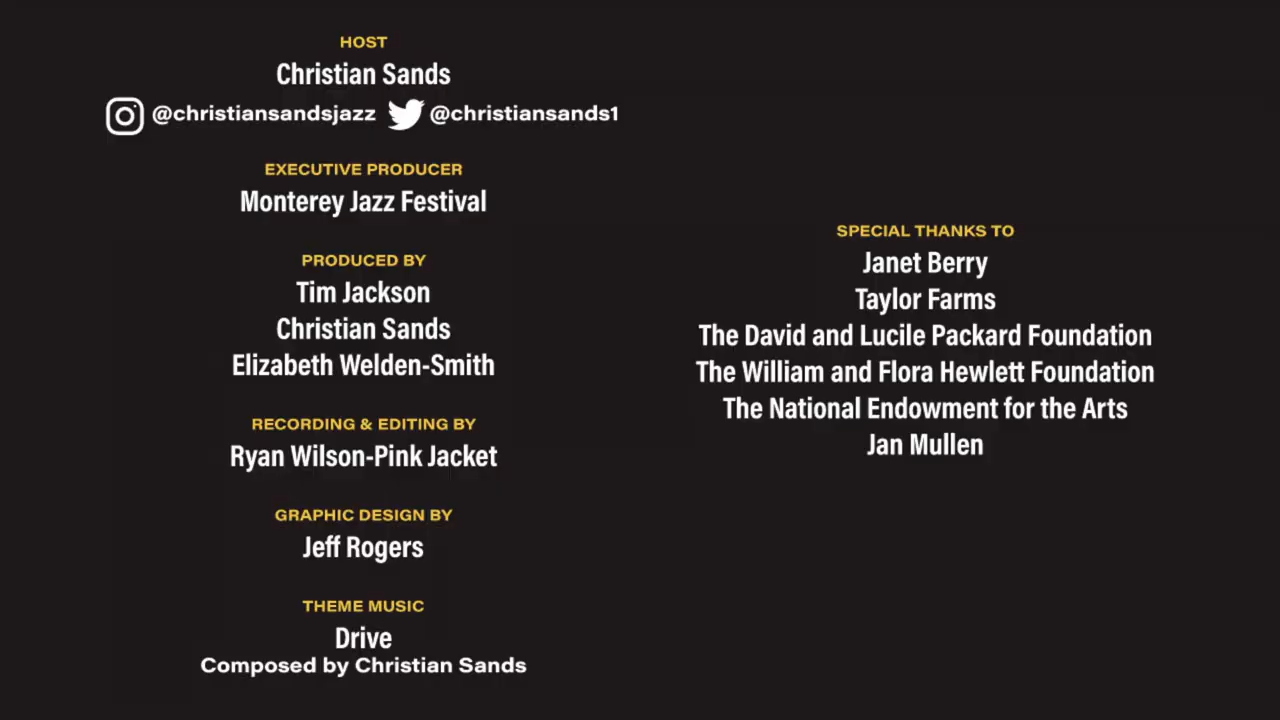 HOST
Christian Sands
@christiansandsjazz @christiansands1
EXECUTIVE PRODUCER
Monterey Jazz Festival
PRODUCED BY
Tim Jackson
Christian Sands
Elizabeth Welden-Smith
RECORDING & EDITING BY
Ryan Wilson-Pink Jacket
GRAPHIC DESIGN BY
Jeff Rogers
THEME MUSIC
Drive
Composed by Christian Sands
SPECIAL THANKS TO
Janet Berry
Taylor Farms
The David and Lucile Packard Foundation
The William and Flora Hewlett Foundation
The National Endowment for the Arts
Jan Mullen